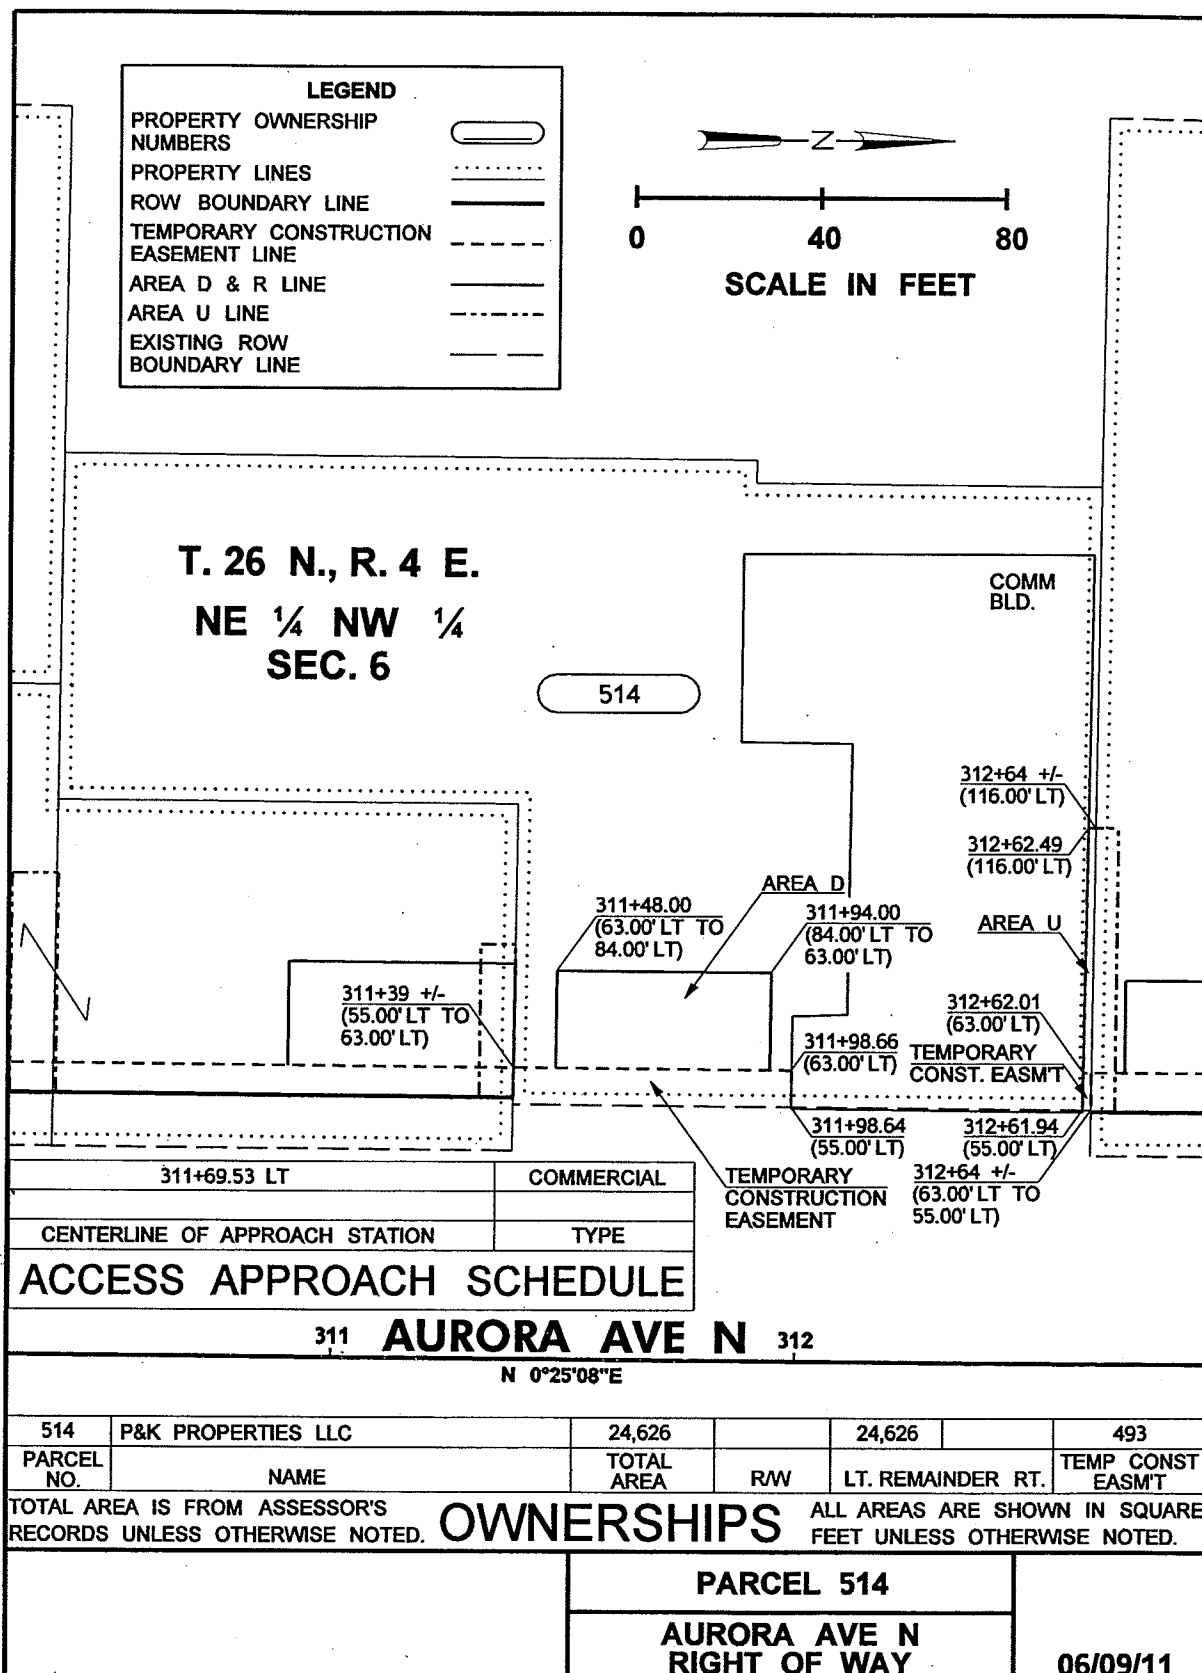 LEGEND
PROPERTY OWNERSHIP
NUMBERS
PROPERTY LINES
ROW BOUNDARY LINE
TEMPORARY CONSTRUCTION
EASEMENT LINE
AREA D & R LINE
AREA U LINE
EXISTING ROW
BOUNDARY LINE
N
0 40 80
SCALE IN FEET
T. 26 N., R. 4 E.
NE 1/4 NW 1/4
SEC. 6
COMM
BLD.
514
312+64 +/-
(116.00' LT)
312+62.49
(116.00' LT)
AREA D
311+48.00
(63.00' LT TO
84.00' LT)
311+94.00
(84.00' LT TO
63.00' LT)
AREA U
311+39 +/-
(55.00' LT TO
63.00' LT)
312+62.01
(63.00' LT)
311+98.66
(63.00' LT)
TEMPORARY
CONST. EASM'T
311+98.64
(55.00' LT)
312+61.94
(55.00' LT)
TEMPORARY
CONSTRUCTION
EASEMENT
312+64 +/-
(63.00' LT TO
55.00' LT)
311+69.53 LT COMMERCIAL
CENTERLINE OF APPROACH STATION TYPE
ACCESS APPROACH SCHEDULE
311 AURORA AVE N 312
N 0°25'08"E
514 P&K PROPERTIES LLC 24,626 24,626 493
PARCEL
NO.
NAME
TOTAL
AREA
R/W
LT. REMAINDER RT.
TEMP CONST
EASM'T
TOTAL AREA IS FROM ASSESSOR'S
RECORDS UNLESS OTHERWISE NOTED.
OWNERSHIPS
ALL AREAS ARE SHOWN IN SQUARE
FEET UNLESS OTHERWISE NOTED.
PARCEL 514
AURORA AVE N
RIGHT OF WAY
06/09/11